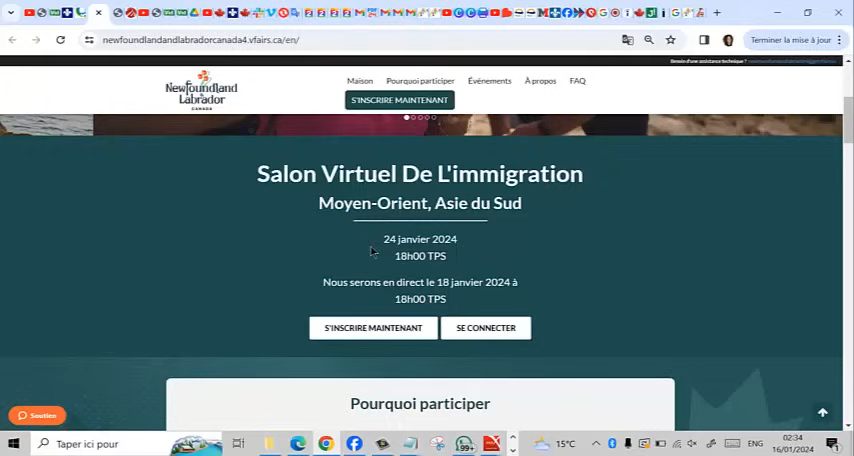 newfoundlandandlabradorcanada4.vfairs.ca/en/
Terminer la mise à jour
Besoin d'une assistance technique ?
Newfoundland
Labrador
CANADA
Maison
Pourquoi participer
Événements
À propos
FAQ
S'INSCRIRE MAINTENANT
Salon Virtuel De L'immigration
Moyen-Orient, Asie du Sud
24 janvier 2024
18h00 TPS
Nous serons en direct le 18 janvier 2024 à
18h00 TPS
S'INSCRIRE MAINTENANT
SE CONNECTER
Pourquoi participer
Soutien
Taper ici pour
99+
15°C
ENG
02:34
16/01/2024